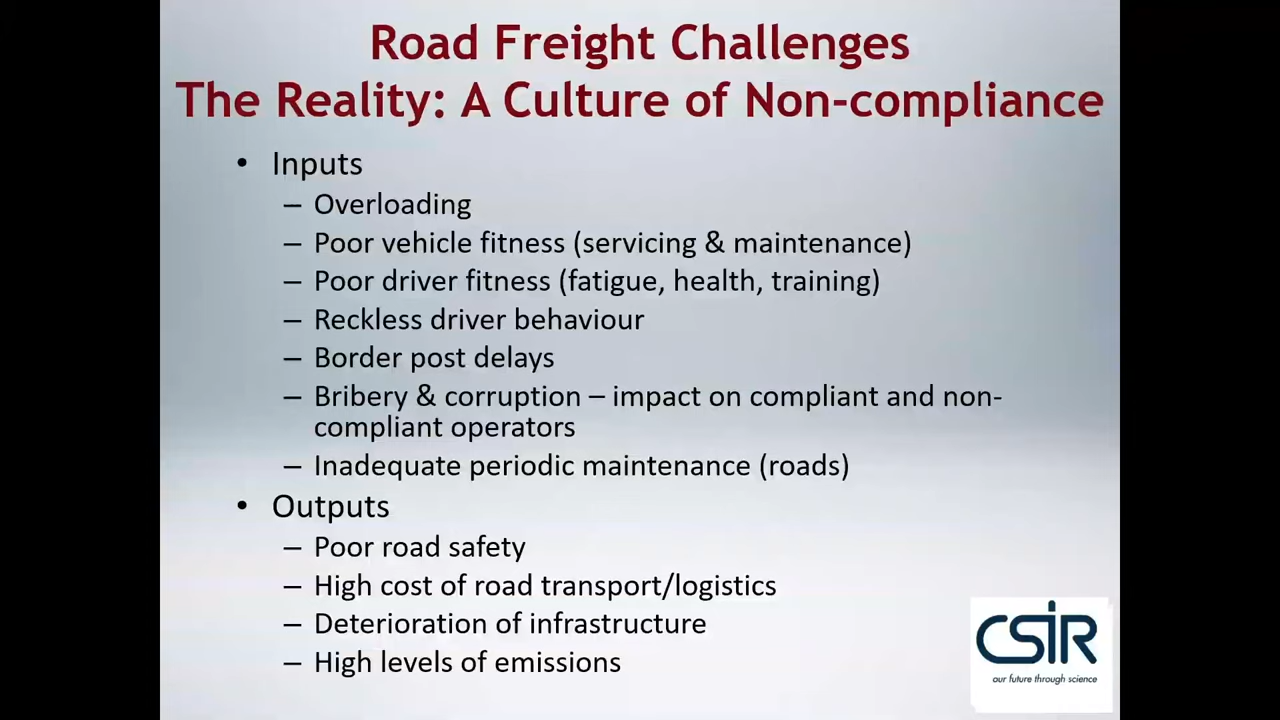 Road Freight Challenges
The Reality: A Culture of Non-compliance
• Inputs
– Overloading
– Poor vehicle fitness (servicing & maintenance)
– Poor driver fitness (fatigue, health, training)
– Reckless driver behaviour
– Border post delays
– Bribery & corruption – impact on compliant and non-
compliant operators
– Inadequate periodic maintenance (roads)
• Outputs
– Poor road safety
– High cost of road transport/logistics
– Deterioration of infrastructure
– High levels of emissions
CSIR
our future through science